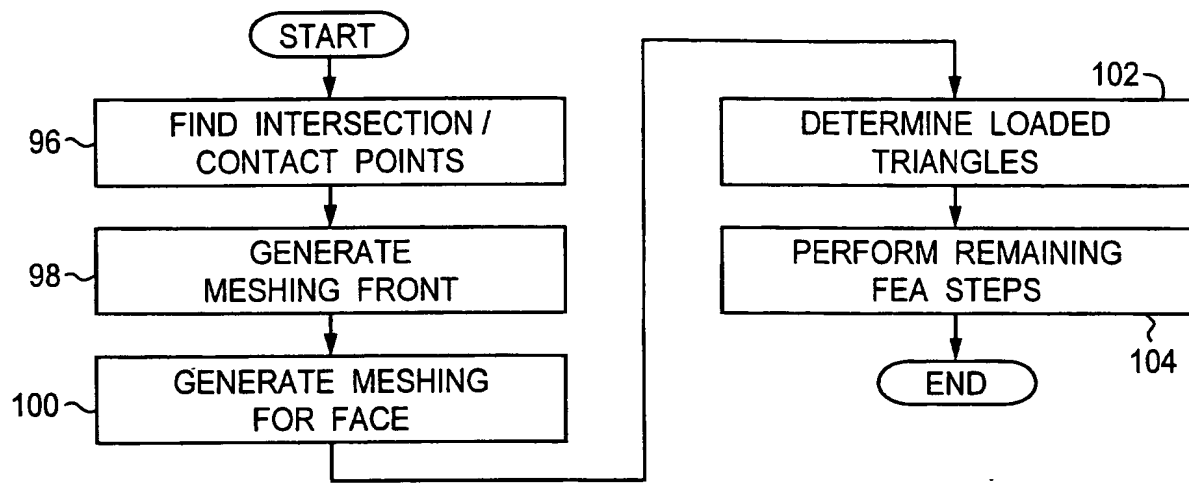 START
96
FIND INTERSECTION /
CONTACT POINTS
98
GENERATE
MESHING FRONT
100
GENERATE MESHING
FOR FACE
102
DETERMINE LOADED
TRIANGLES
PERFORM REMAINING
FEA STEPS
104
END